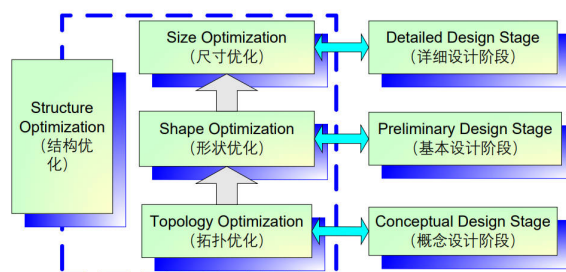 Structure
Optimization
（结构优
化）
Size Optimization
（尺寸优化）
Shape Optimization
（形状优化）
Topology Optimization
（拓扑优化）
Detailed Design Stage
（详细设计阶段）
Preliminary Design Stage
（基本设计阶段）
Conceptual Design Stage
（概念设计阶段）